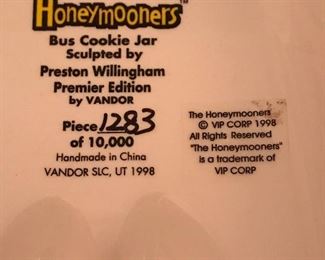 Honeymooners™
Bus Cookie Jar
Sculpted by
Preston Willingham
Premier Edition
by VANDOR
Piece 1283
of 10,000
Handmade in China
VANDOR SLC, UT 1998
The Honeymooners
© VIP CORP 1998
All Rights Reserved
"The Honeymooners"
is a trademark of
VIP CORP